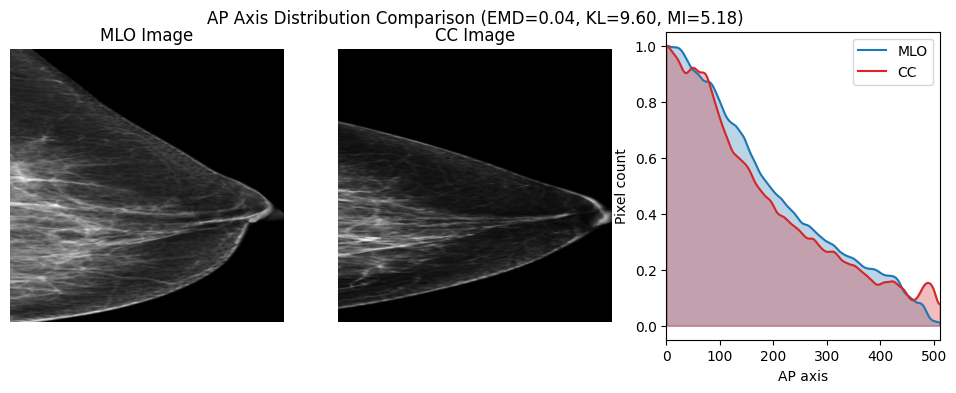 AP Axis Distribution Comparison (EMD=0.04, KL=9.60, MI=5.18)
MLO Image
CC Image
MLO
CC
Pixel count
1.0
0.8
0.6
0.4
0.2
0.0
0 100 200 300 400 500
AP axis